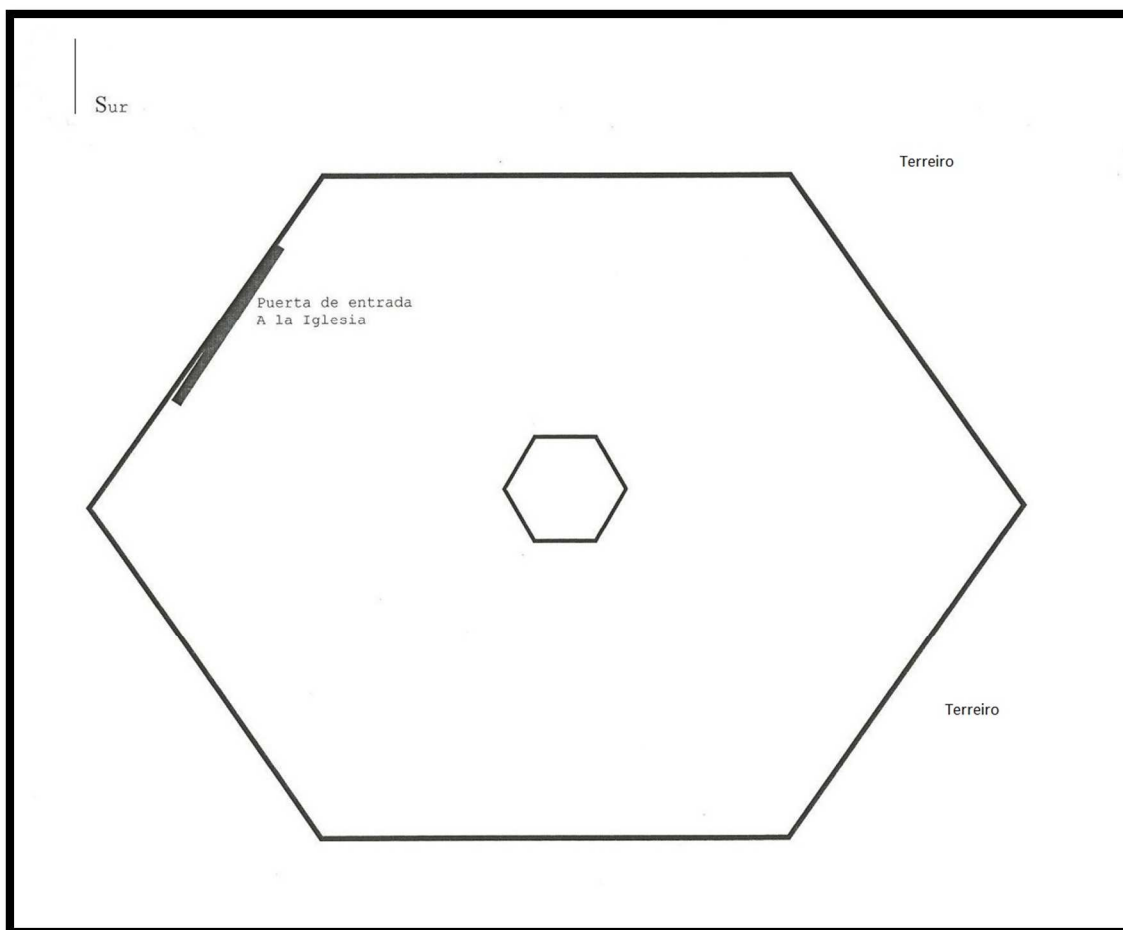 Sur
Terreiro
Puerta de entrada
A la Iglesia
Terreiro